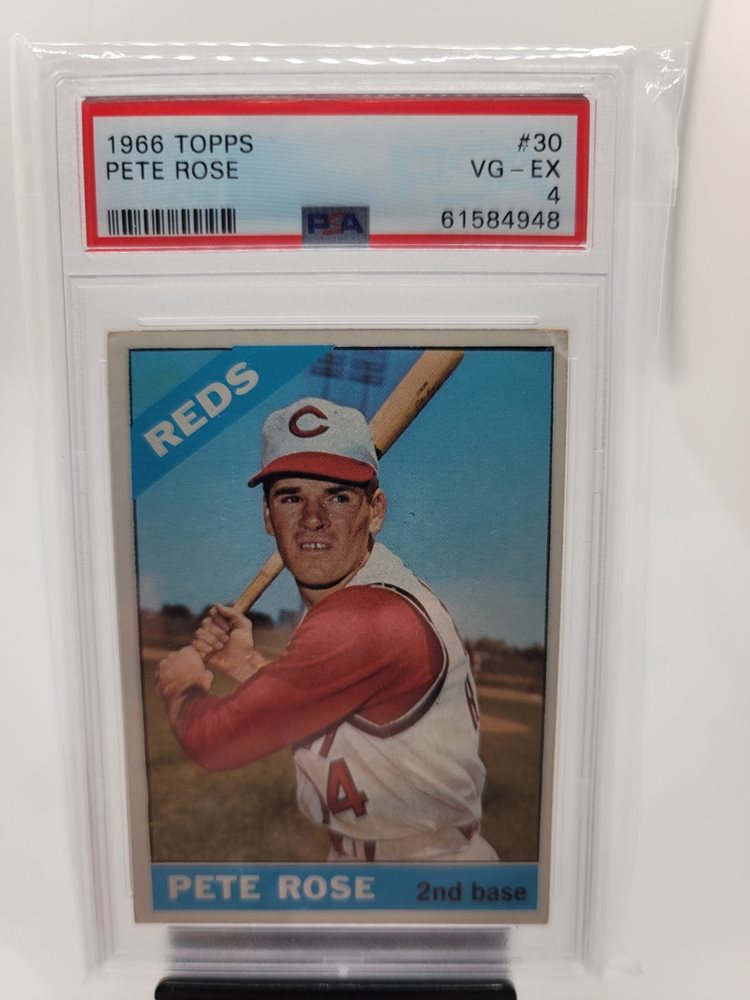 1966 TOPPS #30
PETE ROSE VG - EX
4
PSA 61584948
REDS
C
4
PETE ROSE 2nd base